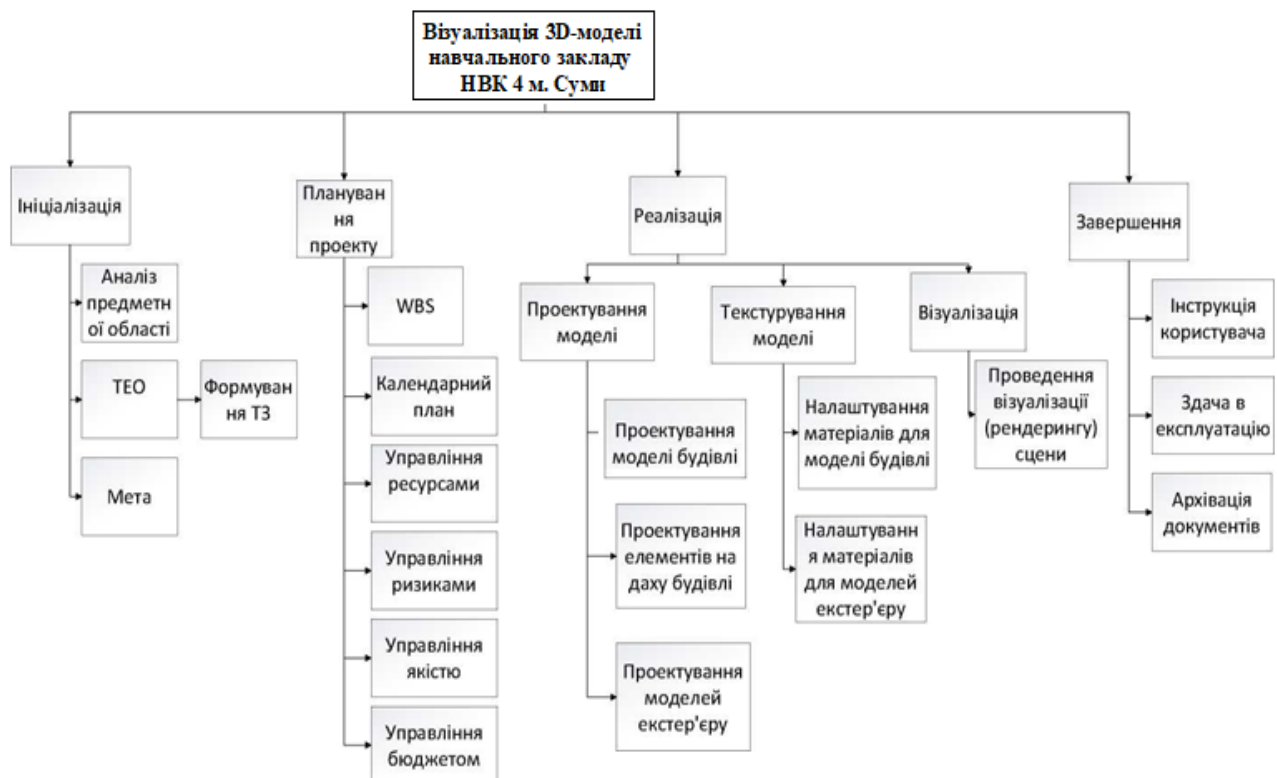 Візуалізація 3D-моделі
навчального закладу
НВК 4 м. Суми
Ініціалізація
Аналіз
предметн
ої області
ТЕО
Формуван
ня ТЗ
Мета
Плануван
ня
проекту
WBS
Календарний
план
Управління
ресурсами
Управління
ризиками
Управління
якістю
Управління
бюджетом
Реалізація
Проектування
моделі
Проектування
моделі будівлі
Проектування
елементів на
даху будівлі
Проектування
моделей
екстер'єру
Текстурування
моделі
Налаштування
матеріалів для
моделі будівлі
Налаштуванн
я матеріалів
для моделей
екстер'єру
Візуалізація
Проведення
візуалізації
(рендерингу)
сцени
Завершення
Інструкція
користувача
Здача в
експлуатацію
Архівація
документів